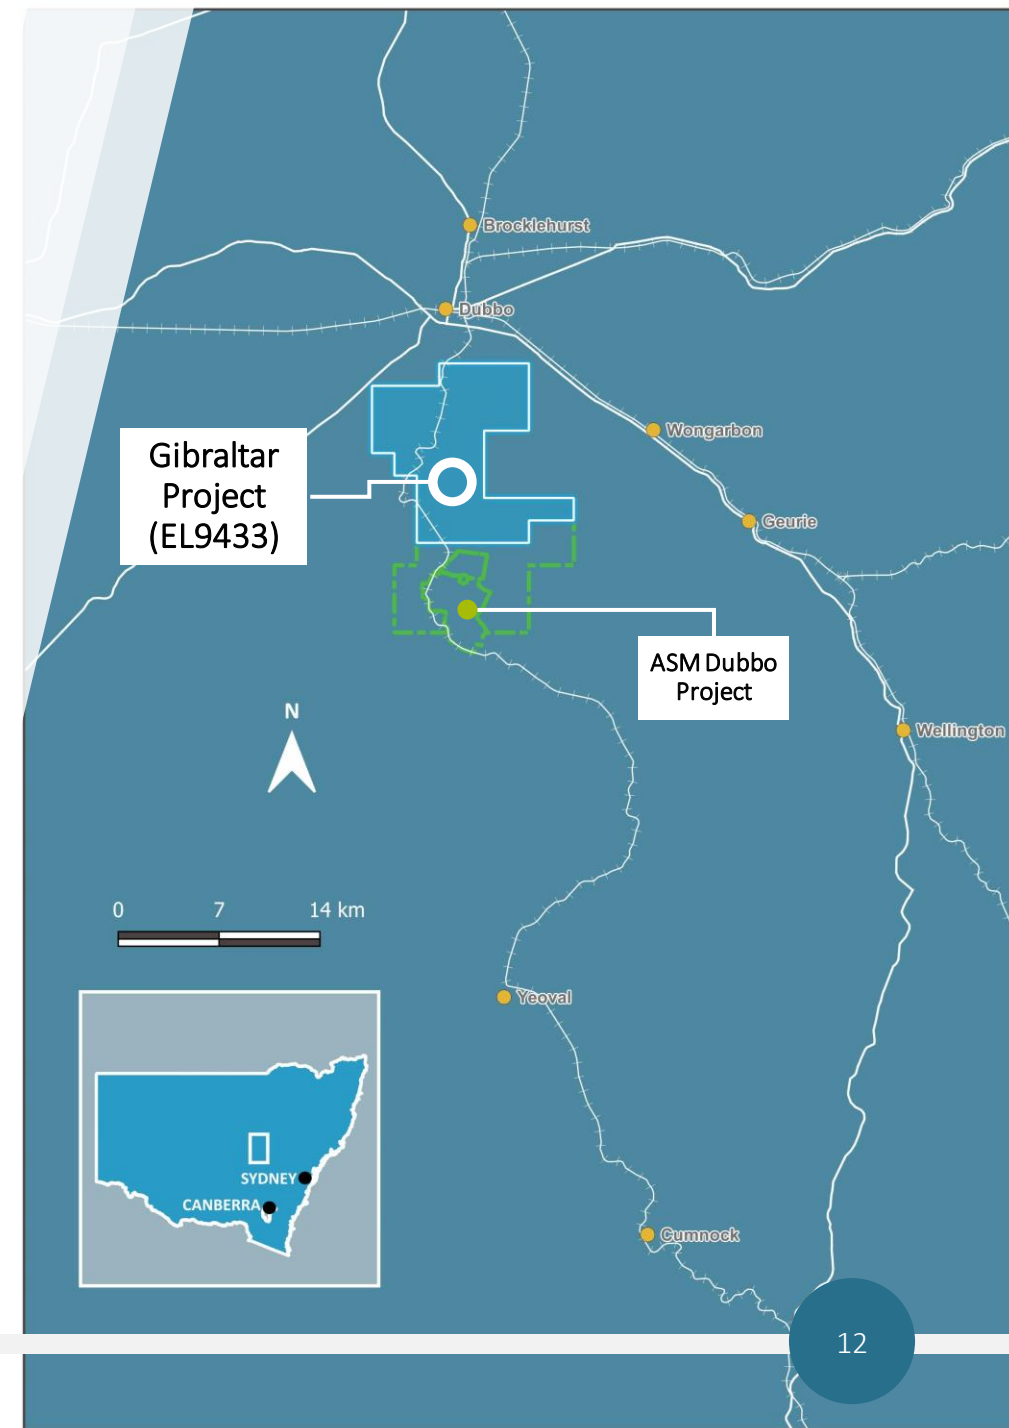 Brocklehurst
Dubbo
Wongarbon
Gibraltar
Project
(EL9433)
Geurie
ASM Dubbo
Project
N
Wellington
0 7 14 km
Yeoval
SYDNEY
CANBERRA
Cumnock
12